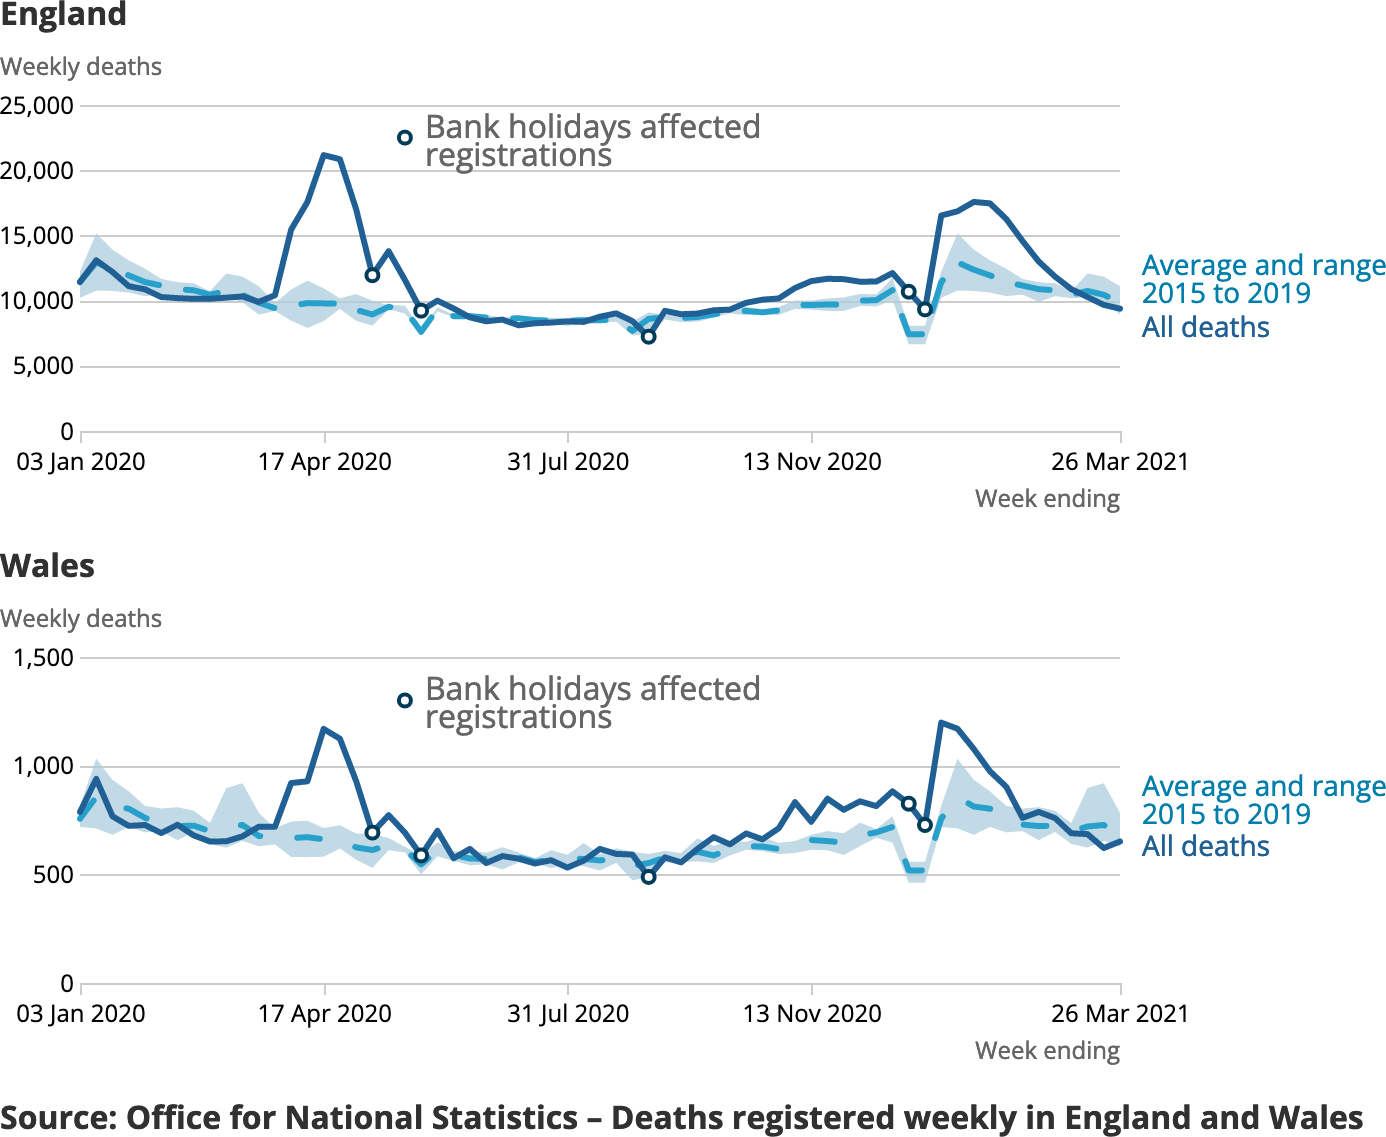 England
Weekly deaths
25,000
Bank holidays affected
registrations
20,000
15,000
Average and range
2015 to 2019
10,000
All deaths
5,000
0
03 Jan 2020 17 Apr 2020 31 Jul 2020 13 Nov 2020 26 Mar 2021
Week ending
Wales
Weekly deaths
1,500
Bank holidays affected
registrations
1,000
Average and range
2015 to 2019
All deaths
500
0
03 Jan 2020 17 Apr 2020 31 Jul 2020 13 Nov 2020 26 Mar 2021
Week ending
Source: Office for National Statistics – Deaths registered weekly in England and Wales